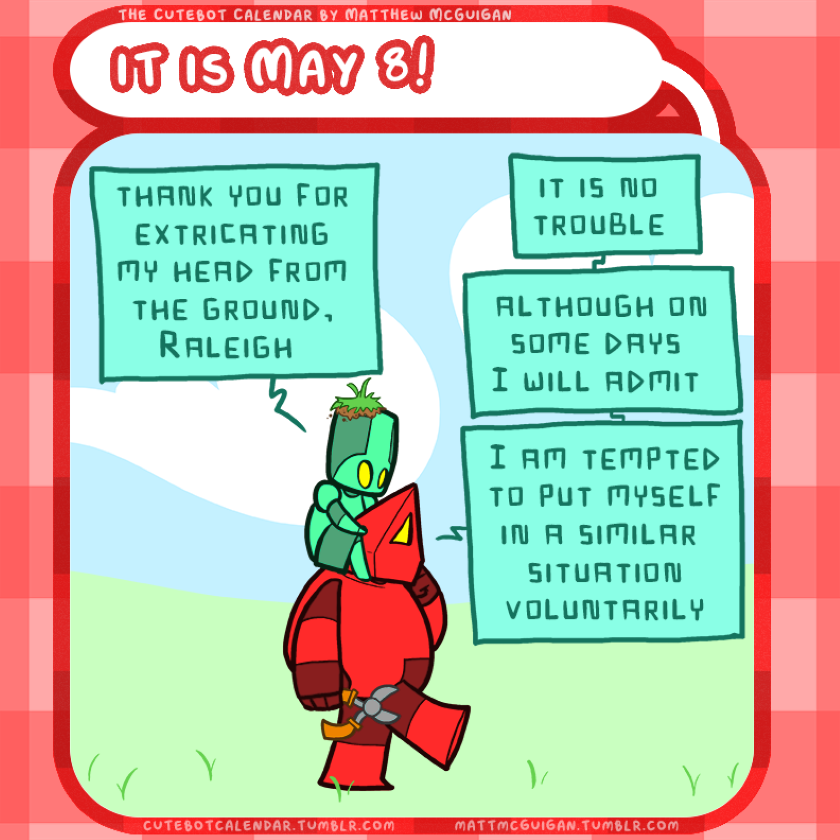 The Cutebot Calendar by Matthew McGuigan
IT IS MAY 8!
THANK YOU FOR
EXTRICATING
MY HEAD FROM
THE GROUND,
RALEIGH
IT IS NO
TROUBLE
ALTHOUGH ON
SOME DAYS
I WILL ADMIT
I AM TEMPTED
TO PUT MYSELF
IN A SIMILAR
SITUATION
VOLUNTARILY
cutebotcalendar.tumblr.com
mattmcguigan.tumblr.com